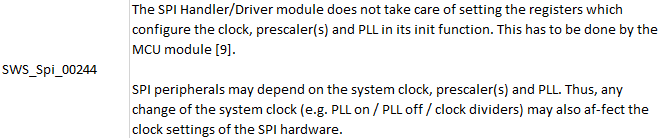 The SPI Handler/Driver module does not take care of setting the registers which
configure the clock, prescaler(s) and PLL in its init function. This has to be done by the
MCU module [9].
SWS_Spi_00244
SPI peripherals may depend on the system clock, prescaler(s) and PLL. Thus, any
change of the system clock (e.g. PLL on / PLL off / clock dividers) may also af-fect the
clock settings of the SPI hardware.